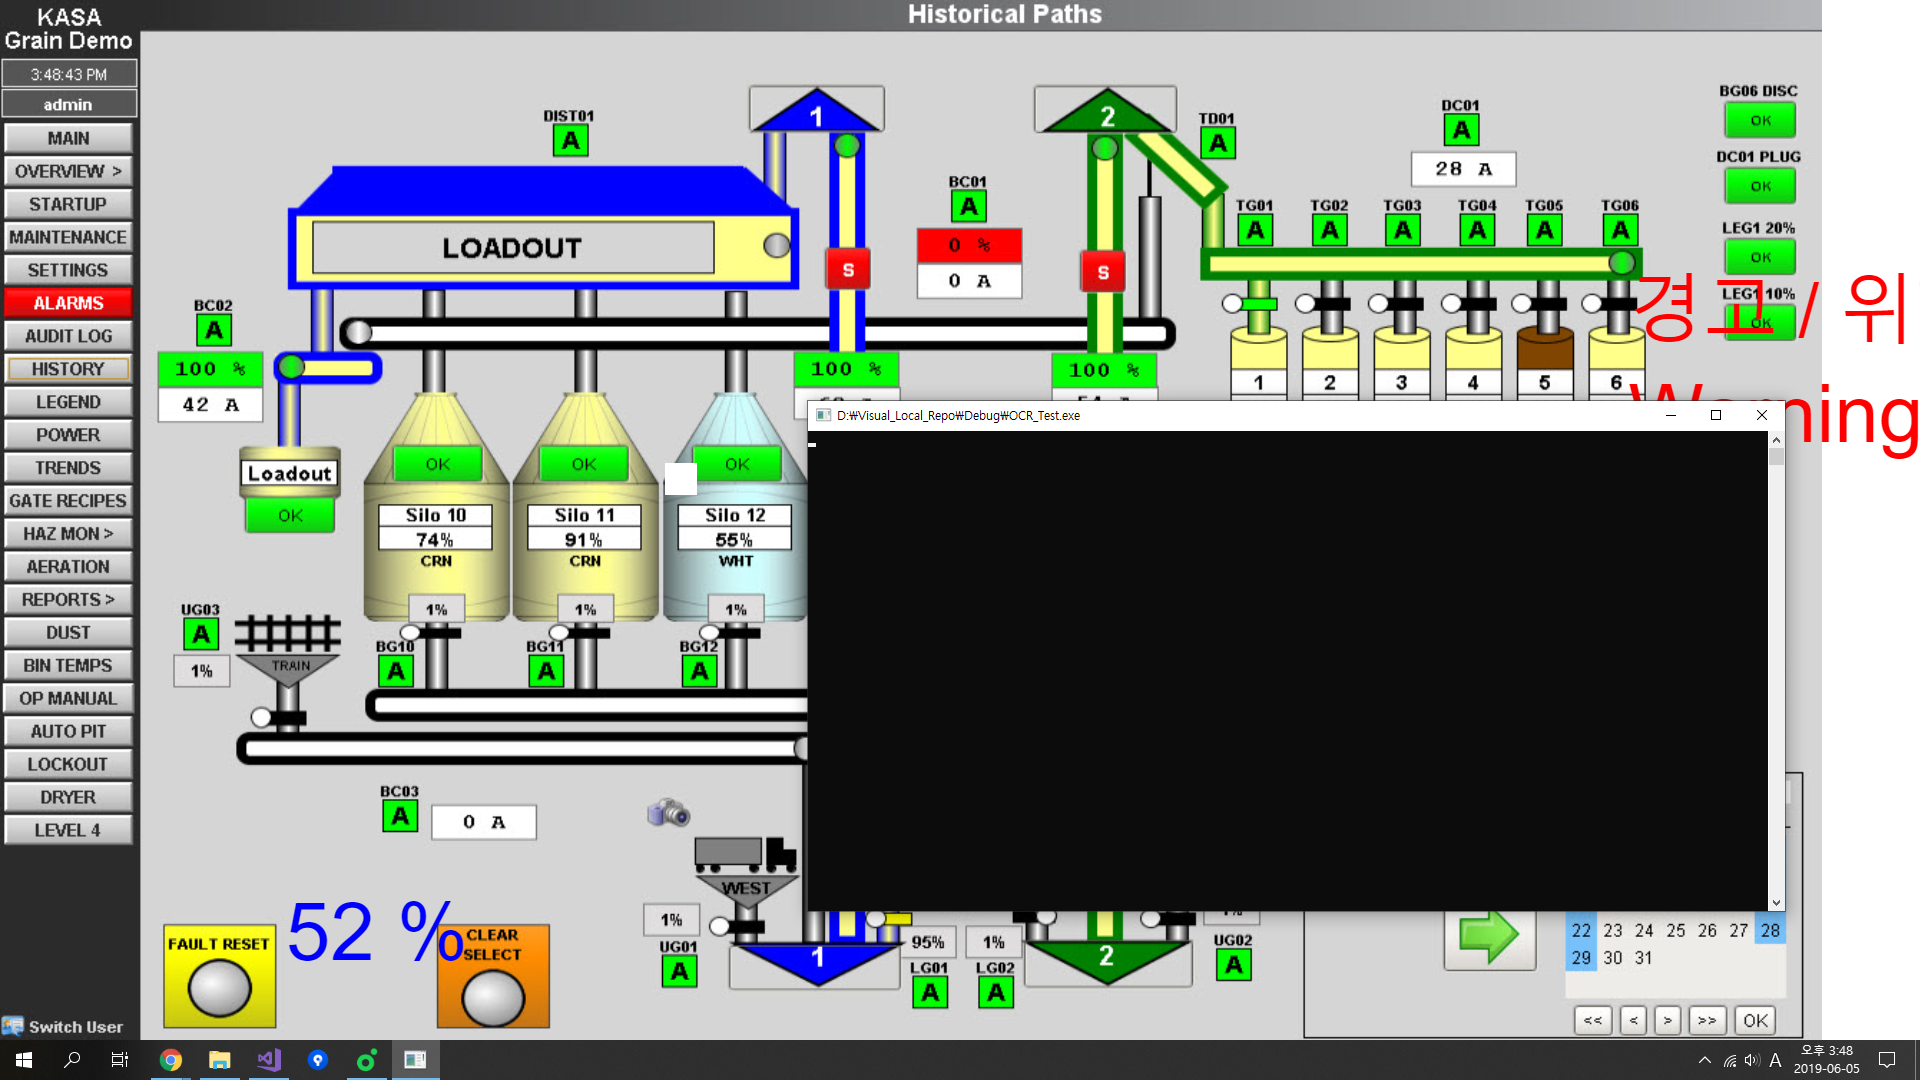 Historical Paths
KASA
Grain Demo
3:48:43 PM
admin
MAIN
OVERVIEW >
STARTUP
MAINTENANCE
SETTINGS
ALARMS
AUDIT LOG
HISTORY
LEGEND
POWER
TRENDS
GATE RECIPES
HAZ MON >
AERATION
REPORTS >
DUST
BIN TEMPS
OP MANUAL
AUTO PIT
LOCKOUT
DRYER
LEVEL 4
Switch User
DIST01
A
1
2
TD01
A
DC01
A
28 A
BG06 DISC
OK
DC01 PLUG
OK
LEG1 20%
OK
LEG1 10%
OK
경고 / 위
LOADOUT
S
BC01
A
0 %
0 A
S
TG01 TG02 TG03 TG04 TG05 TG06
A A A A A A
1 2 3 4 5 6
BC02
A
100 %
42 A
100 %
100 %
Loadout
OK
OK OK OK
Silo 10 Silo 11 Silo 12
74% 91% 55%
CRN CRN WHT
1% 1% 1%
BG10 BG11 BG12
A A A
UG03
A
1%
TRAIN
D:₩Visual_Local_Repo₩Debug₩OCR_Test.exe
BC03
A
0 A
WEST
1%
UG01
A
1
95%
LG01
A
1%
LG02
A
2
UG02
A
FAULT RESET
52 %
CLEAR
SELECT
22 23 24 25 26 27 28
29 30 31
<< < > >> OK
A
오후 3:48
2019-06-05